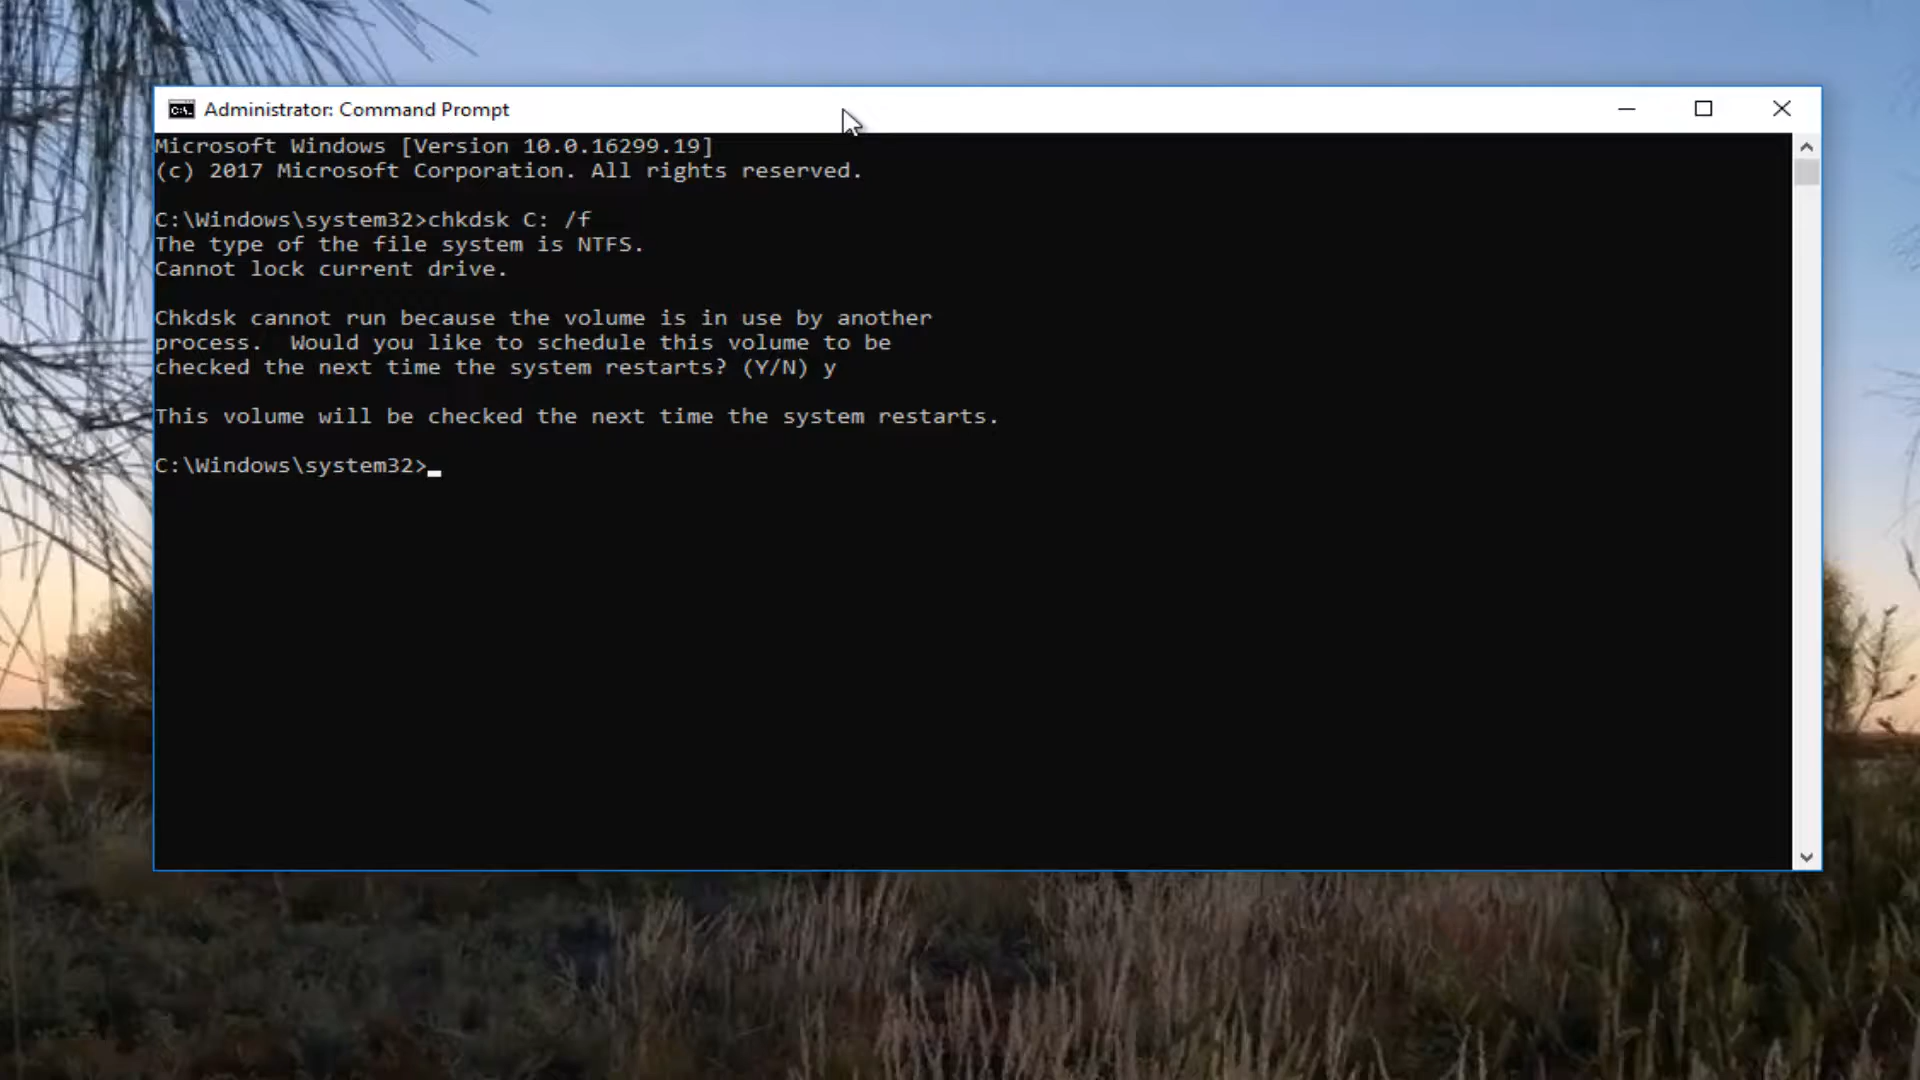 Administrator: Command Prompt
Microsoft Windows [Version 10.0.16299.19]
(c) 2017 Microsoft Corporation. All rights reserved.
C:\Windows\system32>chkdsk C: /f
The type of the file system is NTFS.
Cannot lock current drive.
Chkdsk cannot run because the volume is in use by another
process.  Would you like to schedule this volume to be
checked the next time the system restarts? (Y/N) y
This volume will be checked the next time the system restarts.
C:\Windows\system32>